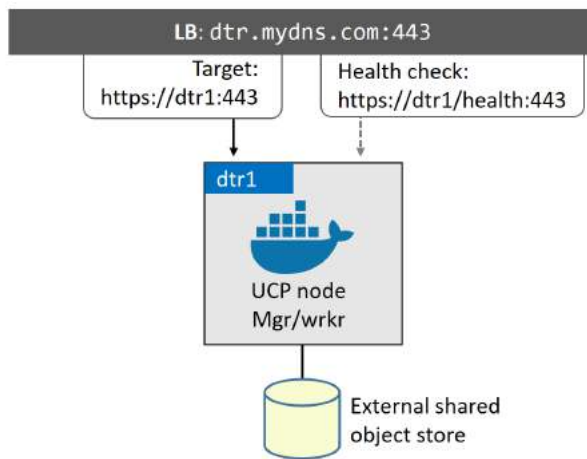 LB: dtr.mydns.com:443
Target:
https://dtr1:443
Health check:
https://dtr1/health:443
dtr1
UCP node
Mgr/wrkr
External shared
object store